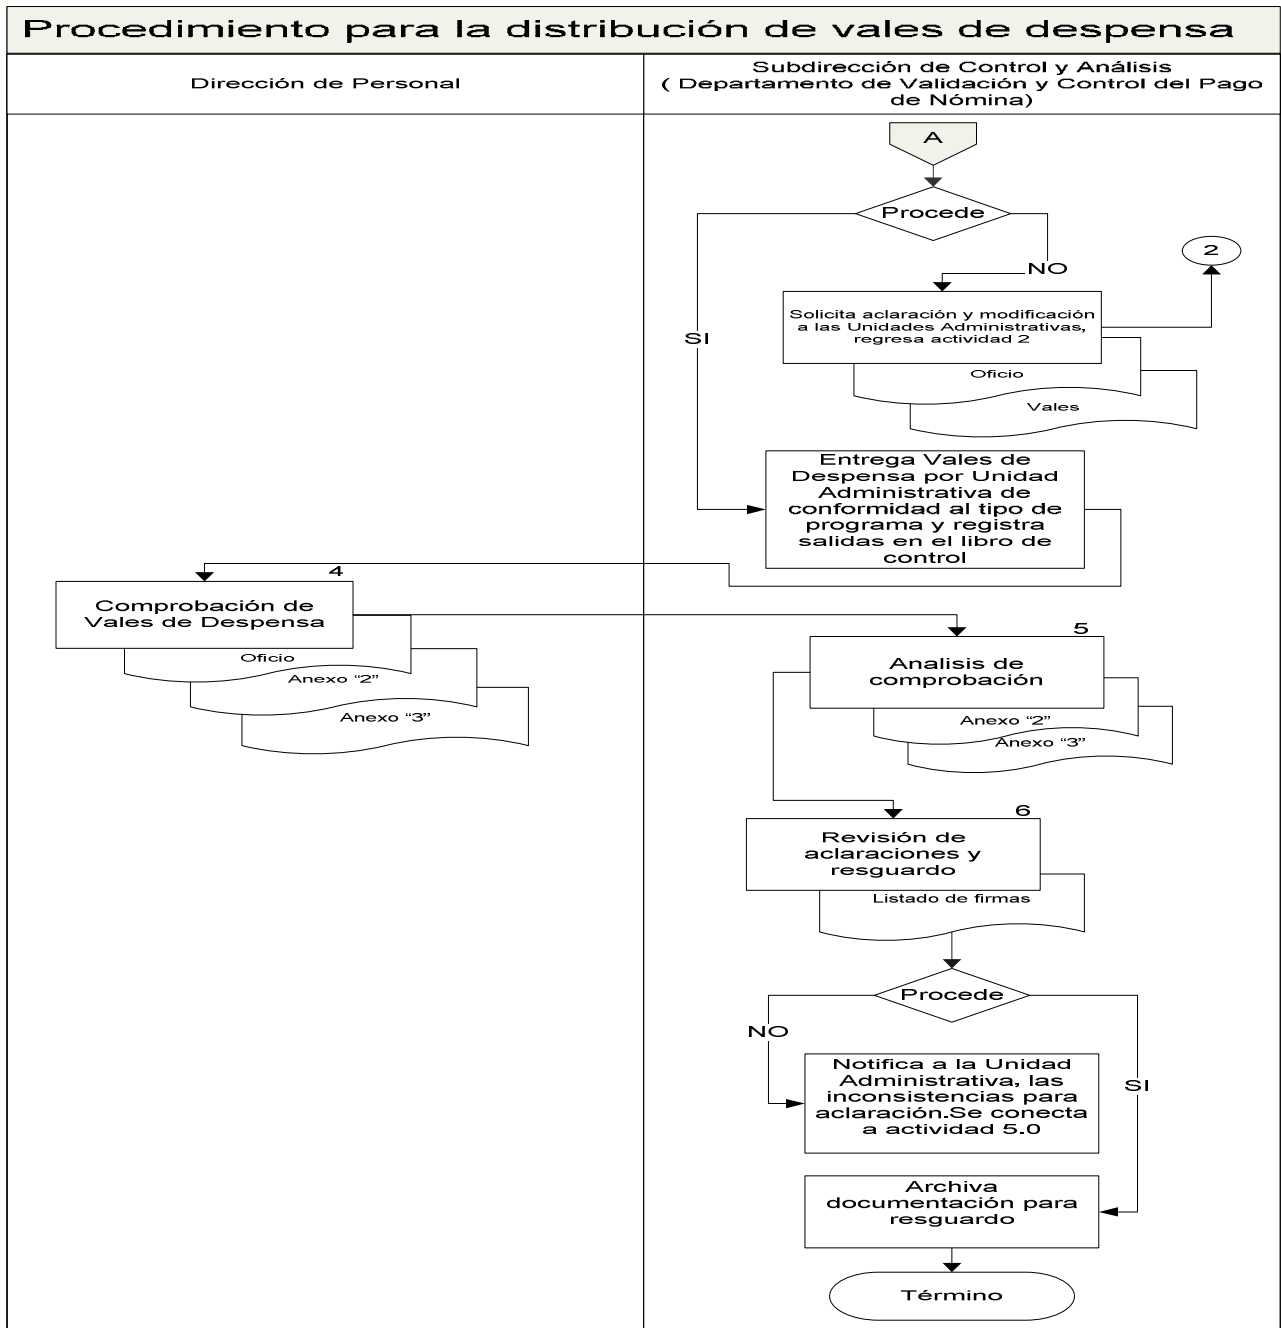 Procedimiento para la distribución de vales de despensa
Dirección de Personal
Subdirección de Control y Análisis
( Departamento de Validación y Control del Pago
de Nómina)
A
Procede
NO
2
SI
Solicita aclaración y modificación
a las Unidades Administrativas,
regresa actividad 2
Oficio
Vales
Entrega Vales de
Despensa por Unidad
Administrativa de
conformidad al tipo de
programa y registra
salidas en el libro de
control
4
Comprobación de
Vales de Despensa
Oficio
Anexo “2”
Anexo “3”
5
Analisis de
comprobación
Anexo “2”
Anexo “3”
6
Revisión de
aclaraciones y
resguardo
Listado de firmas
Procede
NO
SI
Notifica a la Unidad
Administrativa, las
inconsistencias para
aclaración.Se conecta
a actividad 5.0
Archiva
documentación para
resguardo
Término